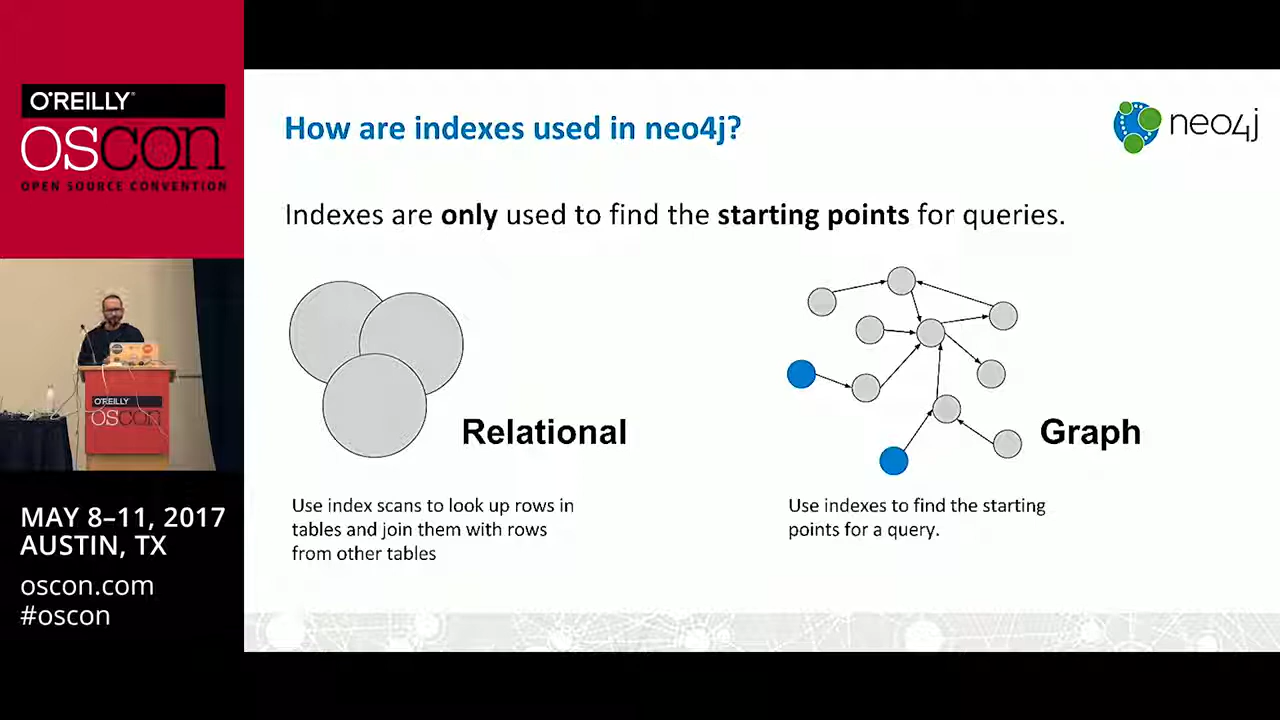 O'REILLY®
OSCON
OPEN SOURCE CONVENTION
O'REILLY
OSCON
MAY 8–11, 2017
AUSTIN, TX
oscon.com
#oscon
How are indexes used in neo4j?
neo4j
Indexes are only used to find the starting points for queries.
Relational
Use index scans to look up rows in
tables and join them with rows
from other tables
Graph
Use indexes to find the starting
points for a query.